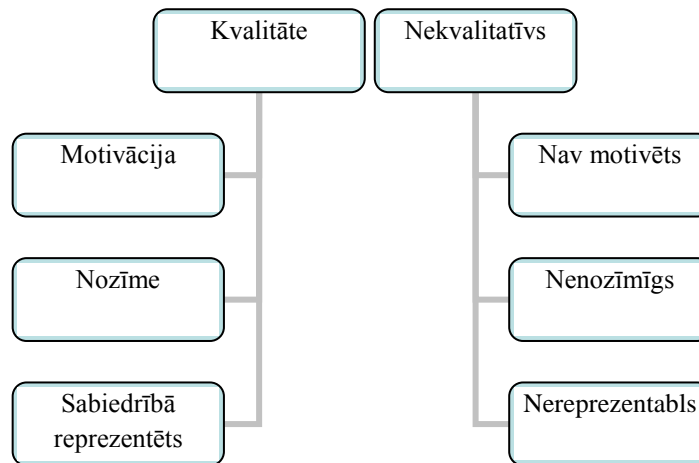 Kvalitāte
Nekvalitatīvs
Motivācija
Nav motivēts
Nozīme
Nenozīmīgs
Sabiedrībā
reprezentēts
Nereprezentabls